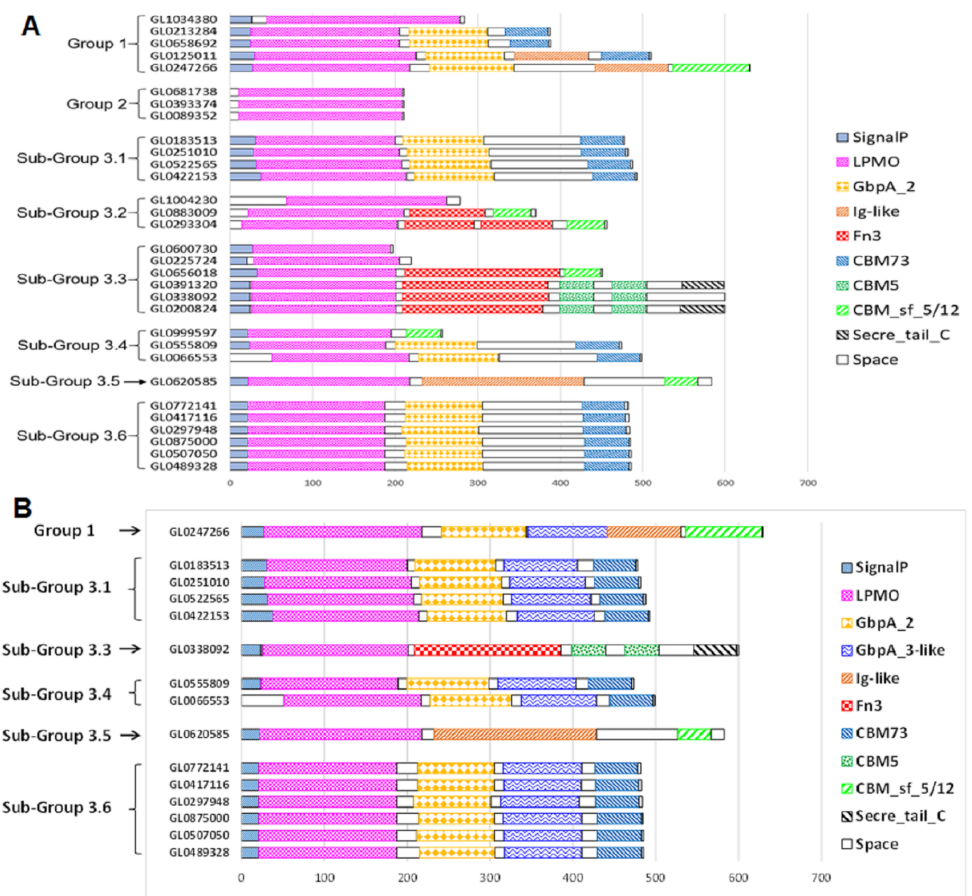 A
Group 1
GL1034380
GL0213284
GL0658692
GL0125011
GL0247266
Group 2
GL0681738
GL0393374
GL0089352
Sub-Group 3.1
GL0183513
GL0251010
GL0522565
GL0422153
Sub-Group 3.2
GL1004230
GL0883009
GL0293304
Sub-Group 3.3
GL0600730
GL0225724
GL0656018
GL0391320
GL0338092
GL0200824
Sub-Group 3.4
GL0999597
GL0555809
GL0066553
Sub-Group 3.5
GL0620585
Sub-Group 3.6
GL0772141
GL0417116
GL0297948
GL0875000
GL0507050
GL0489328
0 100 200 300 400 500 600 700
SignalP
LPMO
GbpA_2
Ig-like
Fn3
CBM73
CBM5
CBM_sf_5/12
Secre_tail_C
Space
B
Group 1
GL0247266
Sub-Group 3.1
GL0183513
GL0251010
GL0522565
GL0422153
Sub-Group 3.3
GL0338092
Sub-Group 3.4
GL0555809
GL0066553
Sub-Group 3.5
GL0620585
Sub-Group 3.6
GL0772141
GL0417116
GL0297948
GL0875000
GL0507050
GL0489328
0 100 200 300 400 500 600 700
SignalP
LPMO
GbpA_2
GbpA_3-like
Ig-like
Fn3
CBM73
CBM5
CBM_sf_5/12
Secre_tail_C
Space